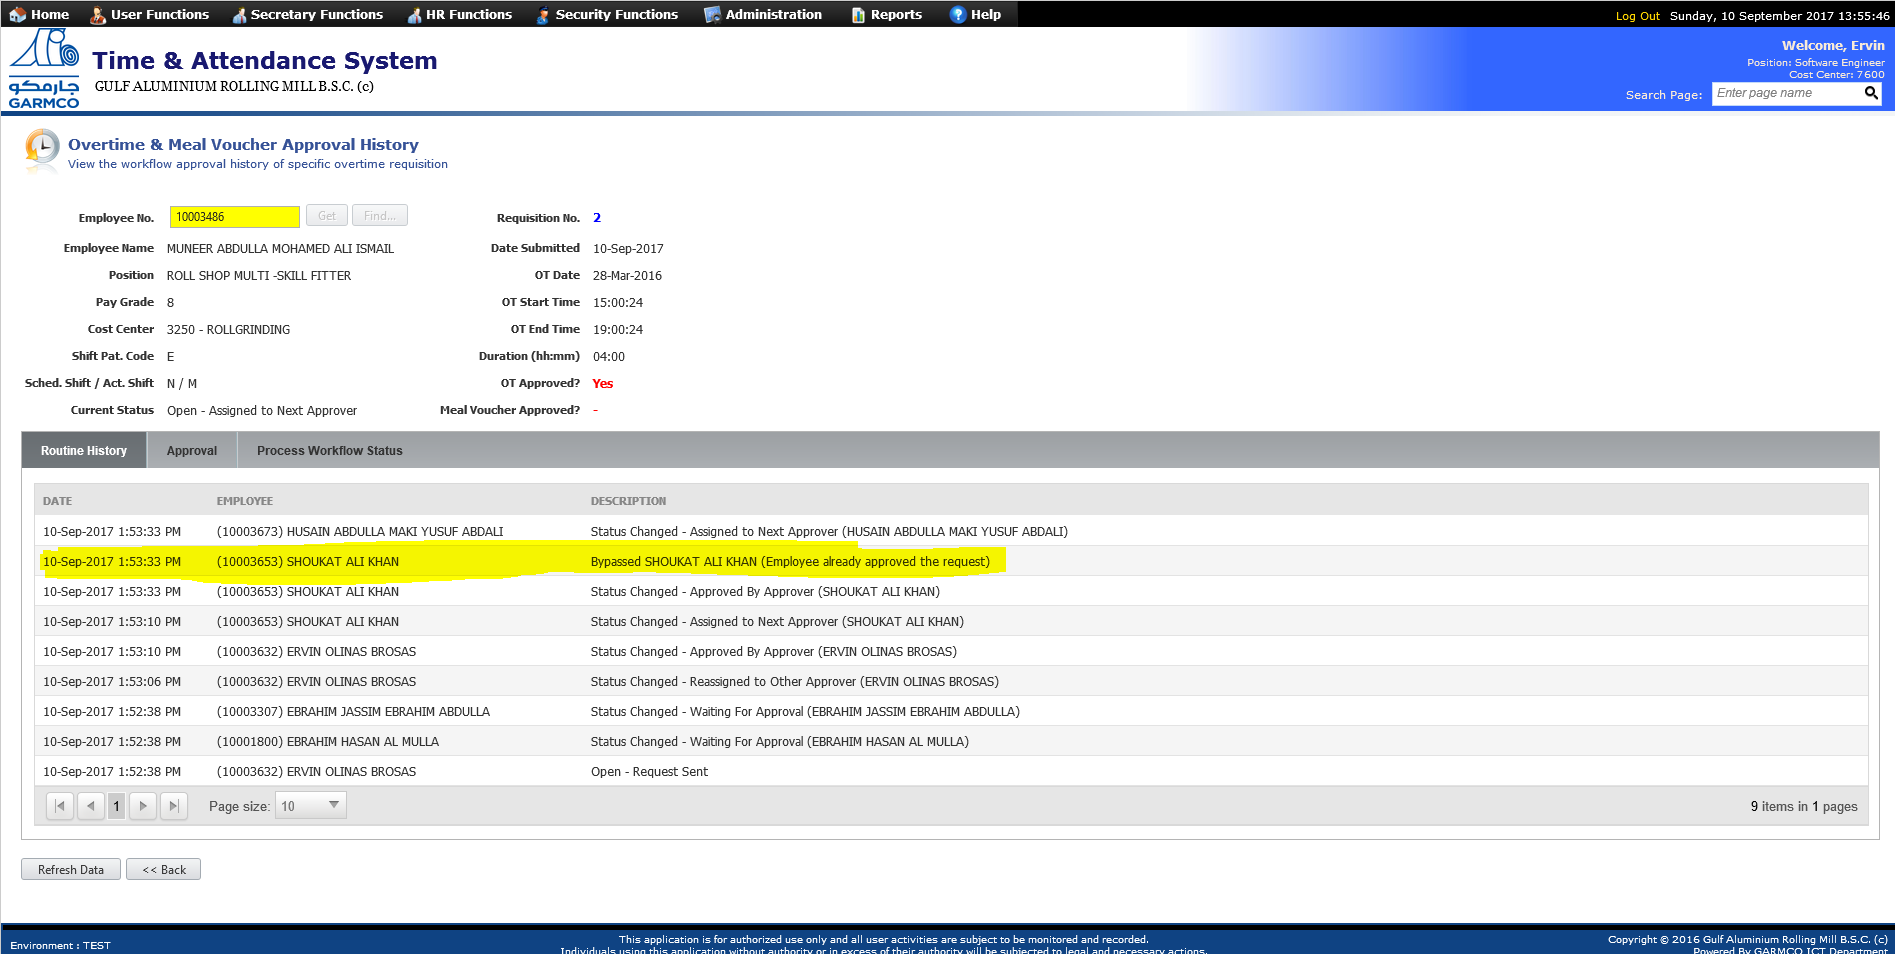 Home User Functions Secretary Functions HR Functions Security Functions Administration Reports Help Log Out Sunday, 10 September 2017 13:55:46
Welcome, Ervin
Position: Software Engineer
Cost Center: 7600
Search Page: Enter page name
جارمكو
GARMCO
Time & Attendance System
GULF ALUMINIUM ROLLING MILL B.S.C. (c)
Overtime & Meal Voucher Approval History
View the workflow approval history of specific overtime requisition
Employee No. 10003486 Get Find... Requisition No. 2
Employee Name MUNEER ABDULLA MOHAMED ALI ISMAIL Date Submitted 10-Sep-2017
Position ROLL SHOP MULTI -SKILL FITTER OT Date 28-Mar-2016
Pay Grade 8 OT Start Time 15:00:24
Cost Center 3250 - ROLLGRINDING OT End Time 19:00:24
Shift Pat. Code E Duration (hh:mm) 04:00
Sched. Shift / Act. Shift N / M OT Approved? Yes
Current Status Open - Assigned to Next Approver Meal Voucher Approved? -
Routine History Approval Process Workflow Status
DATE EMPLOYEE DESCRIPTION
10-Sep-2017 1:53:33 PM (10003673) HUSAIN ABDULLA MAKI YUSUF ABDALI Status Changed - Assigned to Next Approver (HUSAIN ABDULLA MAKI YUSUF ABDALI)
10-Sep-2017 1:53:33 PM (10003653) SHOUKAT ALI KHAN Bypassed SHOUKAT ALI KHAN (Employee already approved the request)
10-Sep-2017 1:53:33 PM (10003653) SHOUKAT ALI KHAN Status Changed - Approved By Approver (SHOUKAT ALI KHAN)
10-Sep-2017 1:53:10 PM (10003653) SHOUKAT ALI KHAN Status Changed - Assigned to Next Approver (SHOUKAT ALI KHAN)
10-Sep-2017 1:53:10 PM (10003632) ERVIN OLINAS BROSAS Status Changed - Approved By Approver (ERVIN OLINAS BROSAS)
10-Sep-2017 1:53:06 PM (10003632) ERVIN OLINAS BROSAS Status Changed - Reassigned to Other Approver (ERVIN OLINAS BROSAS)
10-Sep-2017 1:52:38 PM (10003307) EBRAHIM JASSIM EBRAHIM ABDULLA Status Changed - Waiting For Approval (EBRAHIM JASSIM EBRAHIM ABDULLA)
10-Sep-2017 1:52:38 PM (10001800) EBRAHIM HASAN AL MULLA Status Changed - Waiting For Approval (EBRAHIM HASAN AL MULLA)
10-Sep-2017 1:52:38 PM (10003632) ERVIN OLINAS BROSAS Open - Request Sent
1 Page size: 10 9 items in 1 pages
Refresh Data << Back
Environment : TEST
This application is for authorized use only and all user activities are subject to be monitored and recorded.
Individuals using this application without authority or in excess of their authority will be subjected to legal and necessary actions.
Copyright © 2016 Gulf Aluminium Rolling Mill B.S.C. (c)
Powered By GARMCO ICT Department